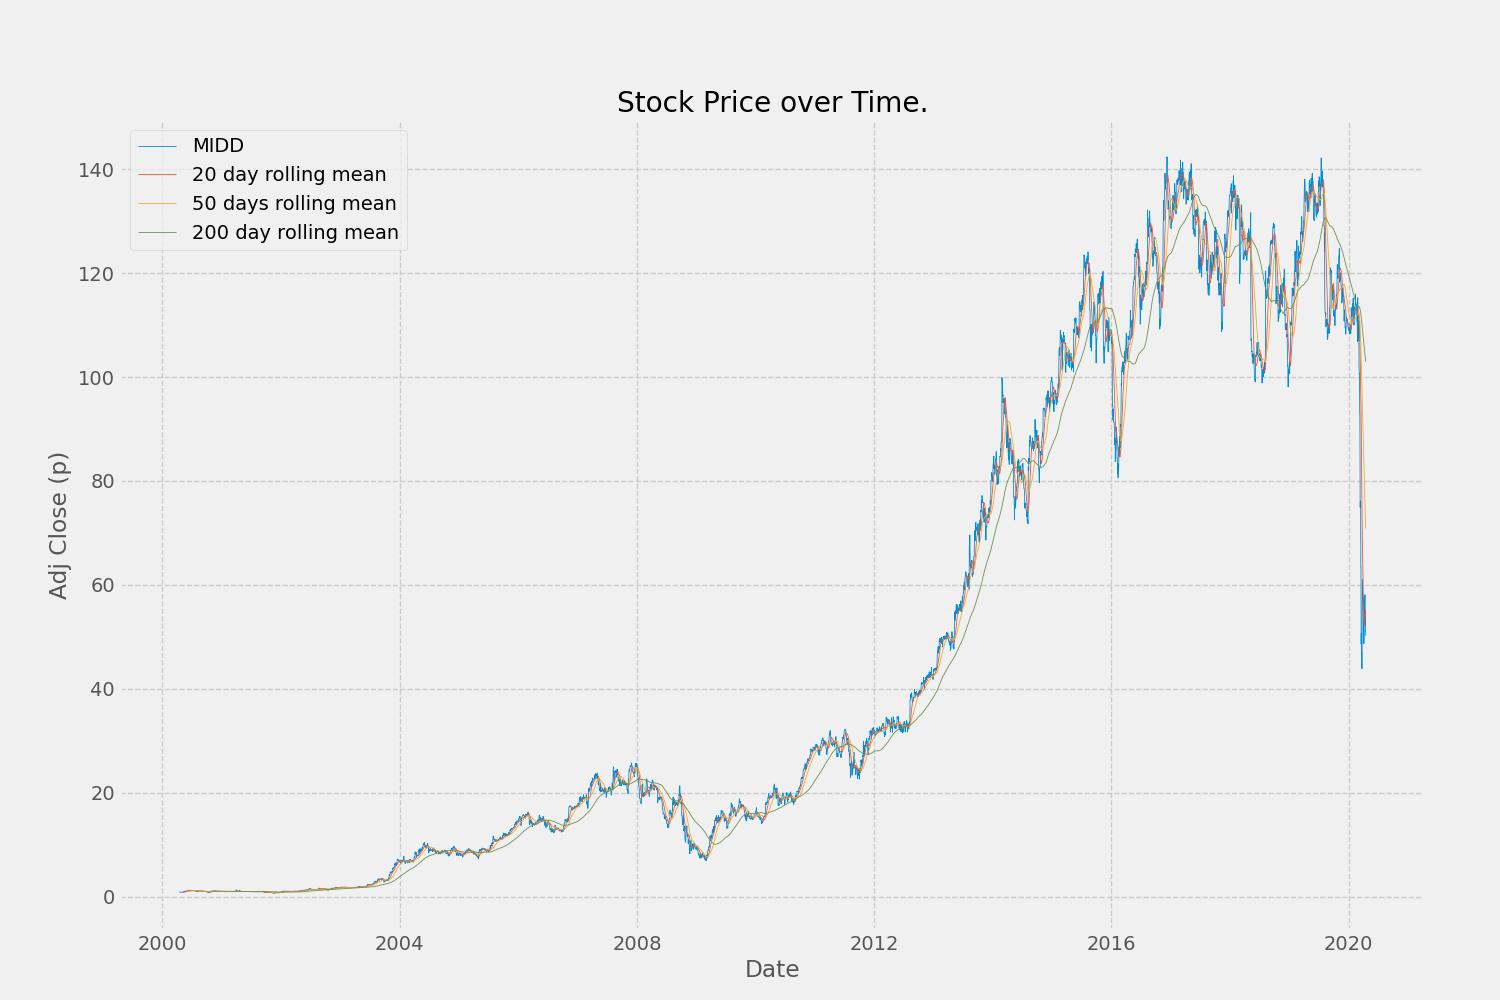 Stock Price over Time.
MIDD
20 day rolling mean
50 days rolling mean
200 day rolling mean
140
120
100
80
60
40
20
0
Adj Close (p)
2000 2004 2008 2012 2016 2020
Date